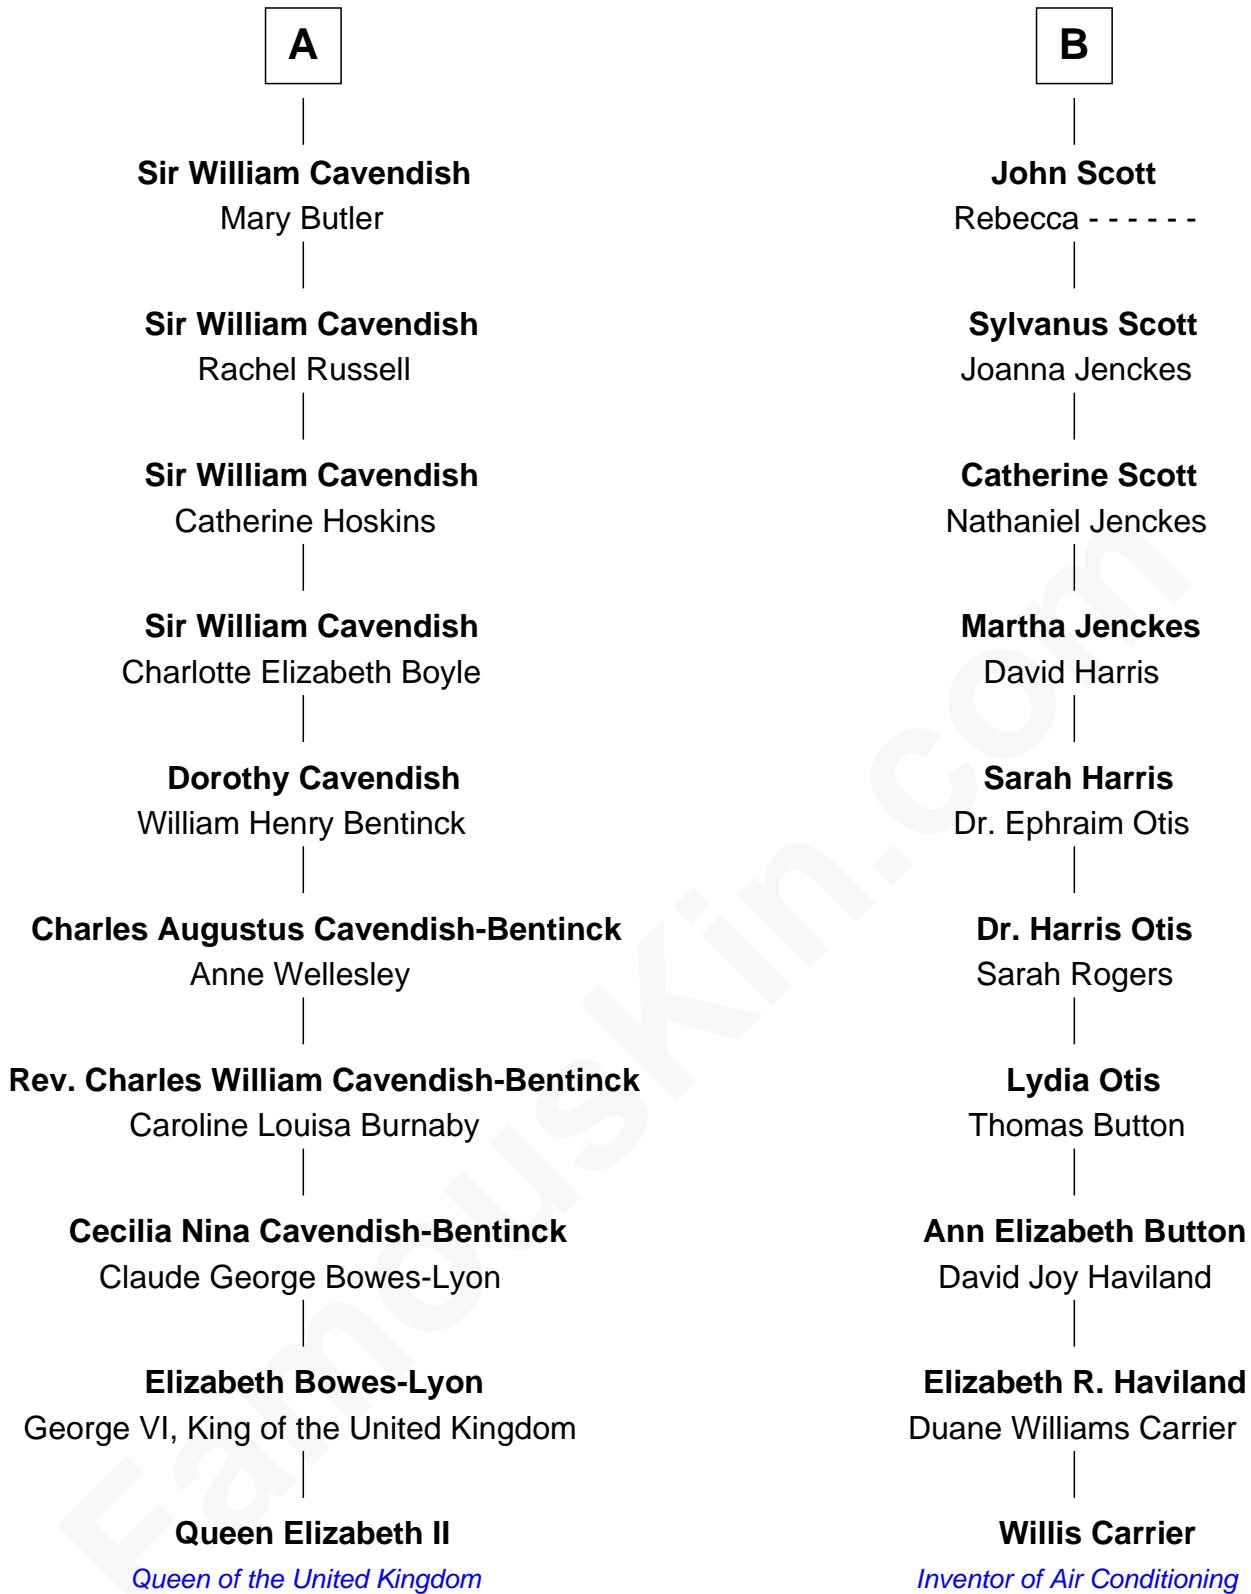 A
Sir William Cavendish
Mary Butler
Sir William Cavendish
Rachel Russell
Sir William Cavendish
Catherine Hoskins
Sir William Cavendish
Charlotte Elizabeth Boyle
Dorothy Cavendish
William Henry Bentinck
Charles Augustus Cavendish-Bentinck
Anne Wellesley
Rev. Charles William Cavendish-Bentinck
Caroline Louisa Burnaby
Cecilia Nina Cavendish-Bentinck
Claude George Bowes-Lyon
Elizabeth Bowes-Lyon
George VI, King of the United Kingdom
Queen Elizabeth II
Queen of the United Kingdom
B
John Scott
Rebecca - - - - - -
Sylvanus Scott
Joanna Jenckes
Catherine Scott
Nathaniel Jenckes
Martha Jenckes
David Harris
Sarah Harris
Dr. Ephraim Otis
Dr. Harris Otis
Sarah Rogers
Lydia Otis
Thomas Button
Ann Elizabeth Button
David Joy Haviland
Elizabeth R. Haviland
Duane Williams Carrier
Willis Carrier
Inventor of Air Conditioning
FamousKin.com